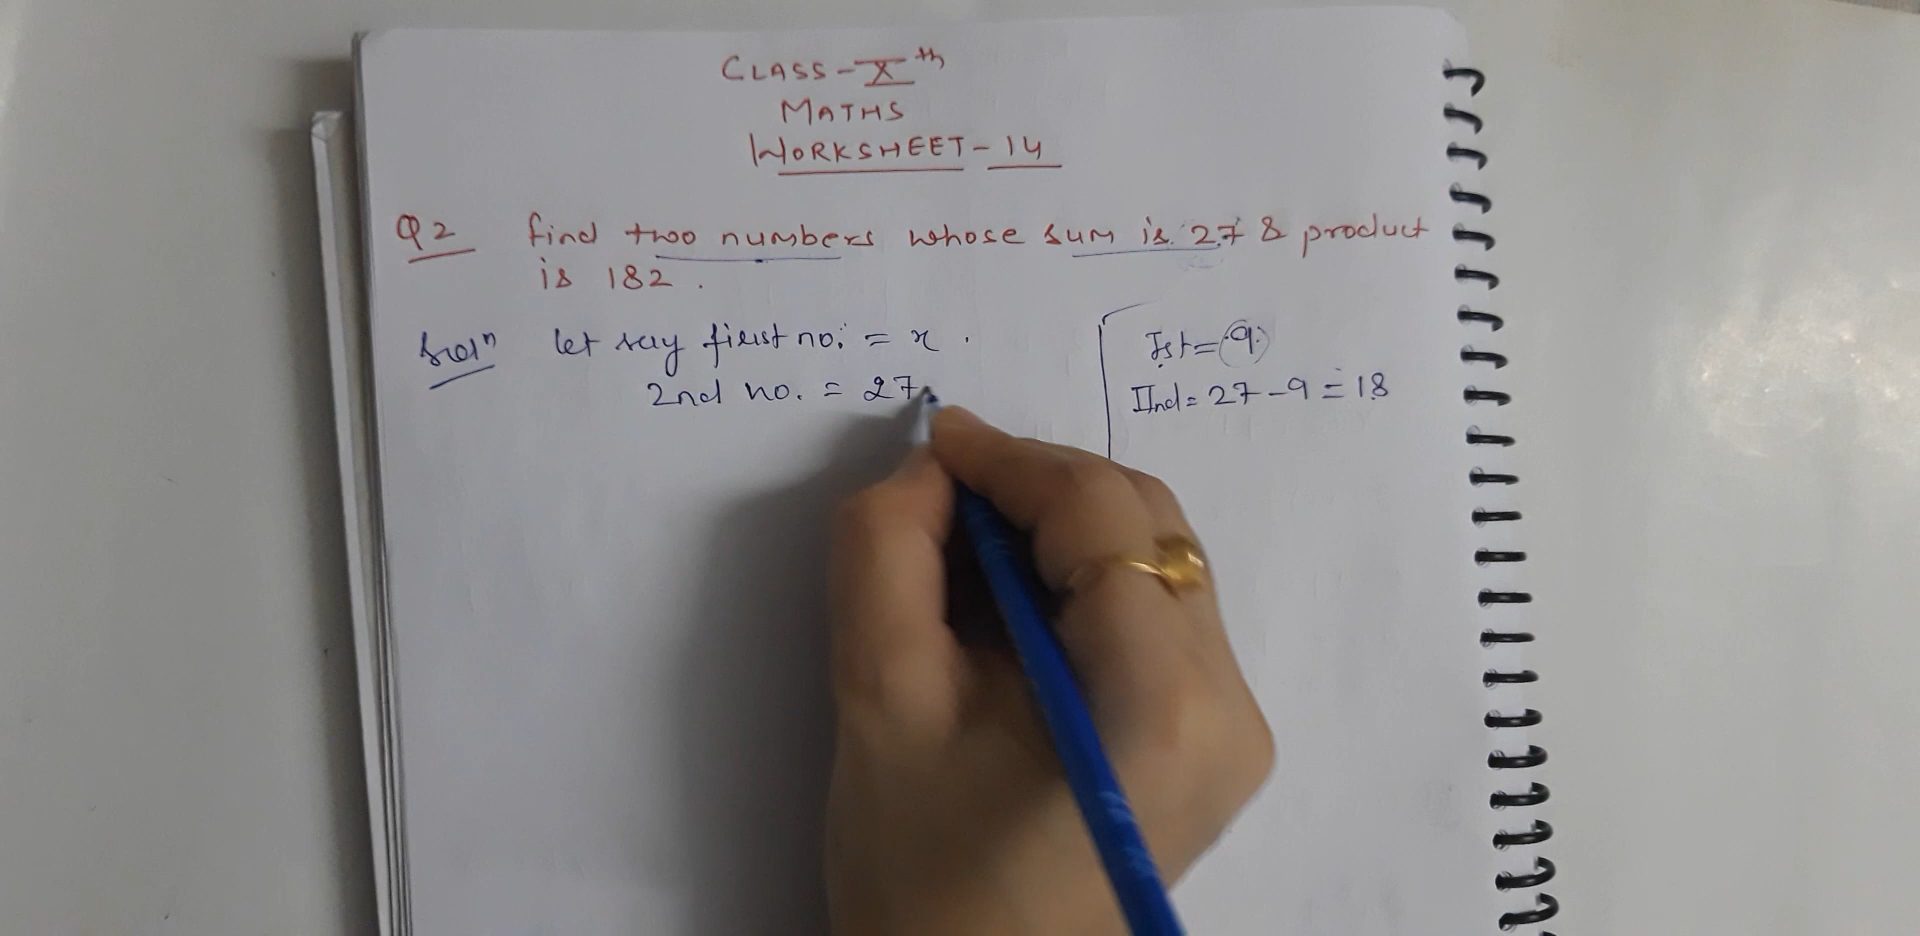 CLASS-Xth
MATHS
WORKSHEET-14
Q2 find two numbers whose sum is 27 & product
is 182.
Soln let say first no. = x.
2nd no. = 27
Ist = 9
IInd = 27-9 = 18